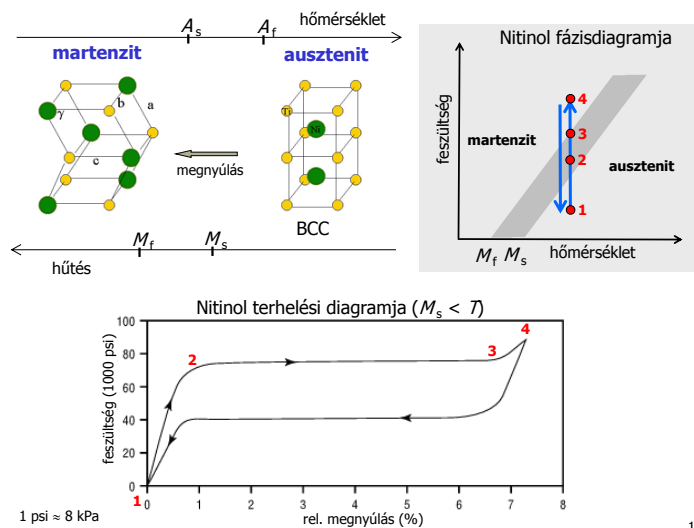 A_s A_f hőmérséklet
martenzit ausztenit
γ b a c
Ti Ni
megnyúlás
BCC
M_f M_s
hűtés
Nitinol fázisdiagramja
feszültség
martenzit
ausztenit
4
3
2
1
M_f M_s hőmérséklet
Nitinol terhelési diagramja (M_s < T)
feszültség (1000 psi)
100
80
60
40
20
0
1 2 3 4
0 1 2 3 4 5 6 7 8
rel. megnyúlás (%)
1 psi ≈ 8 kPa
1